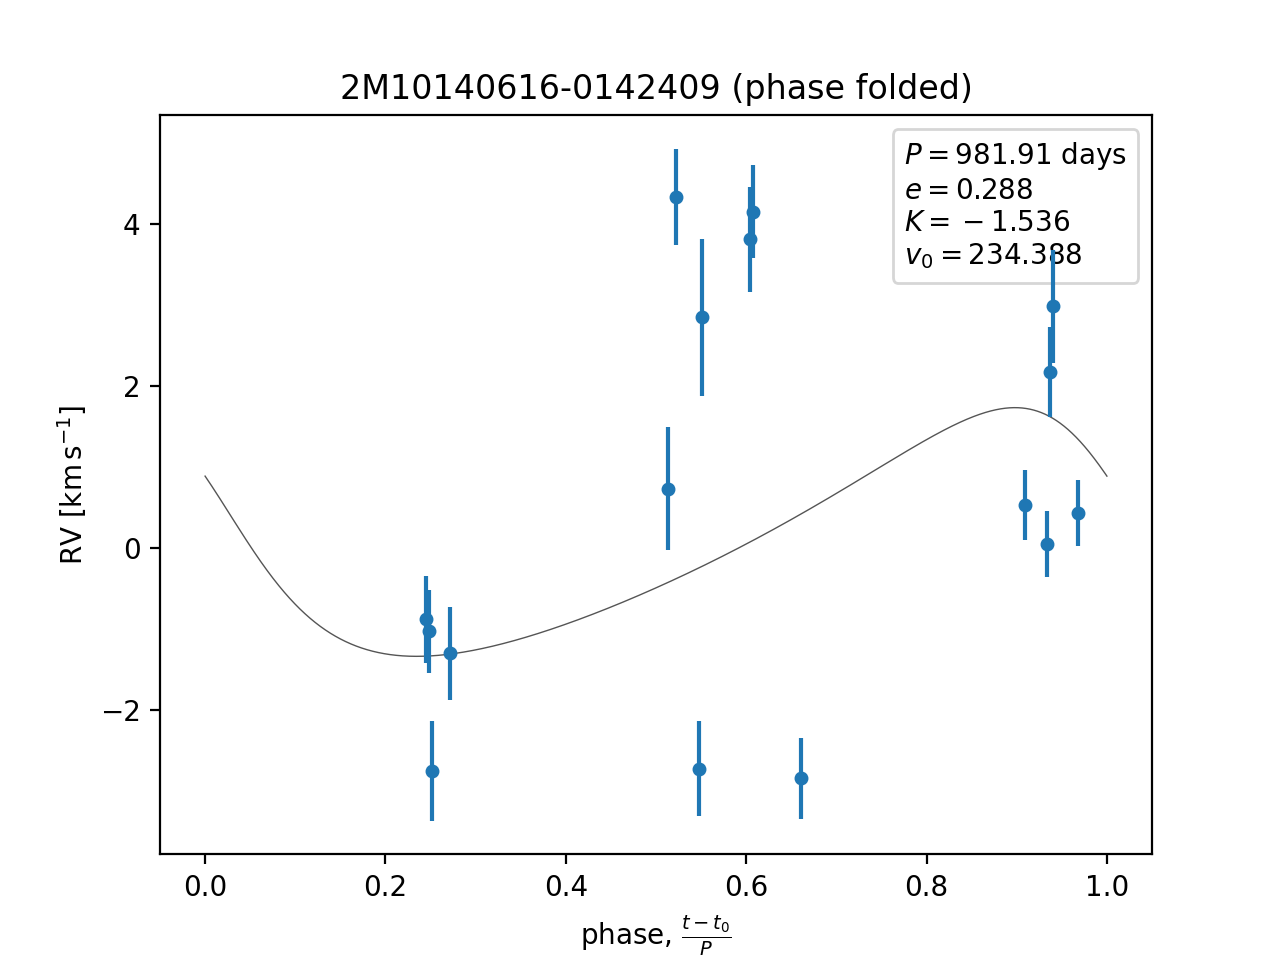 2M10140616-0142409 (phase folded)
P = 981.91 days
e = 0.288
K = − 1.536
v₀ = 234.388
RV [km s⁻¹]
4
2
0
−2
0.0 0.2 0.4 0.6 0.8 1.0
phase, (t − t₀)/P